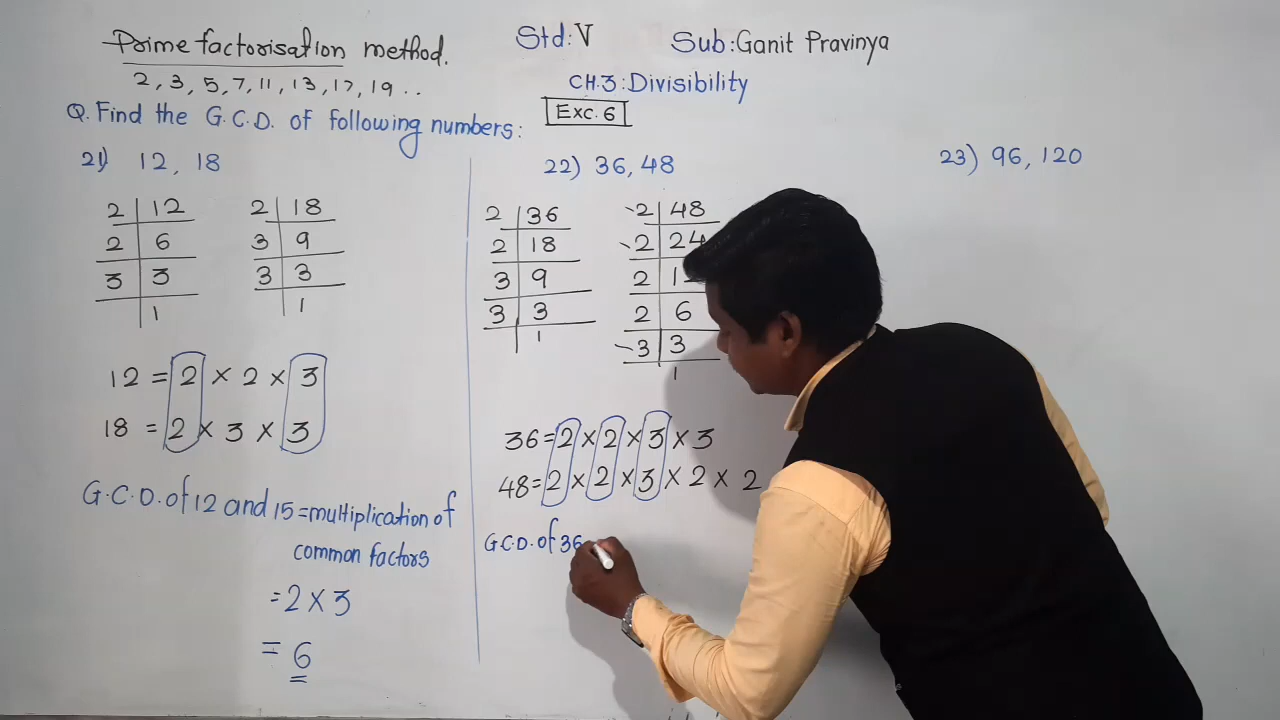 Prime factorisation method.
2, 3, 5, 7, 11, 13, 17, 19 ..
Std: V
Sub: Ganit Pravinya
CH.3: Divisibility
Exc. 6
Q. Find the G.C.D. of following numbers:
21) 12, 18
2 | 12
2 | 6
3 | 3
1
2 | 18
3 | 9
3 | 3
1
12 = 2 × 2 × 3
18 = 2 × 3 × 3
G.C.D. of 12 and 15 = multiplication of
common factors
= 2 × 3
= 6
22) 36, 48
2 | 36
2 | 18
3 | 9
3 | 3
1
2 | 48
2 | 24
2 | 1
2 | 6
3 | 3
1
36 = 2 × 2 × 3 × 3
48 = 2 × 2 × 3 × 2 × 2
G.C.D. of 36
23) 96, 120